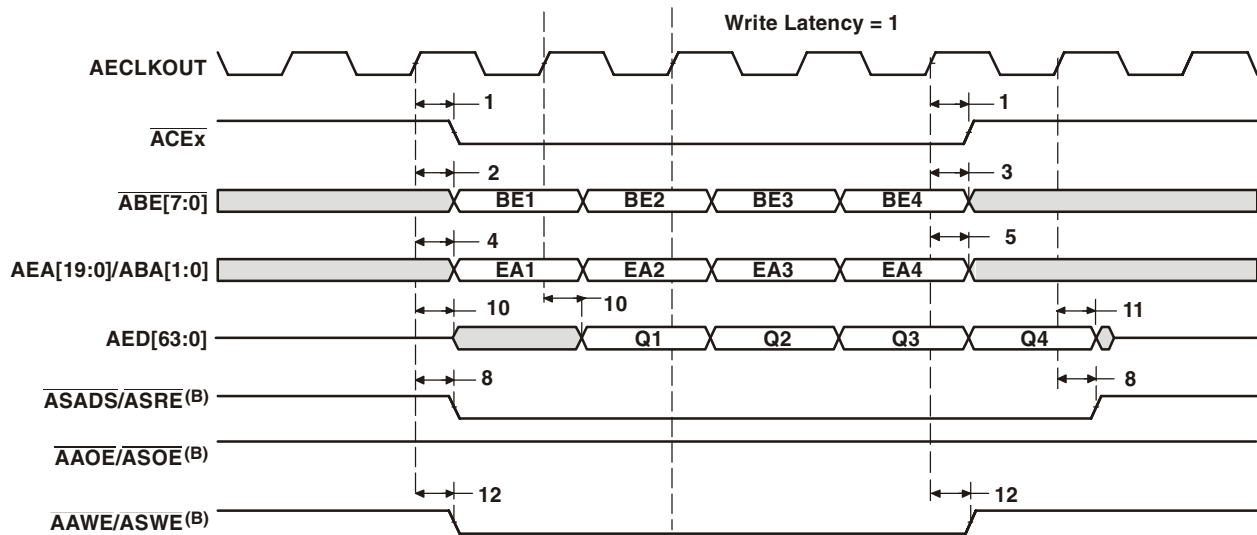 Write Latency = 1
AECLKOUT
1 1
ACEx
2 3
ABE[7:0] BE1 BE2 BE3 BE4
4 5
AEA[19:0]/ABA[1:0] EA1 EA2 EA3 EA4
10 10 11
AED[63:0] Q1 Q2 Q3 Q4
8 8
ASADS/ASRE(B)
AAOE/ASOE(B)
12 12
AAWE/ASWE(B)